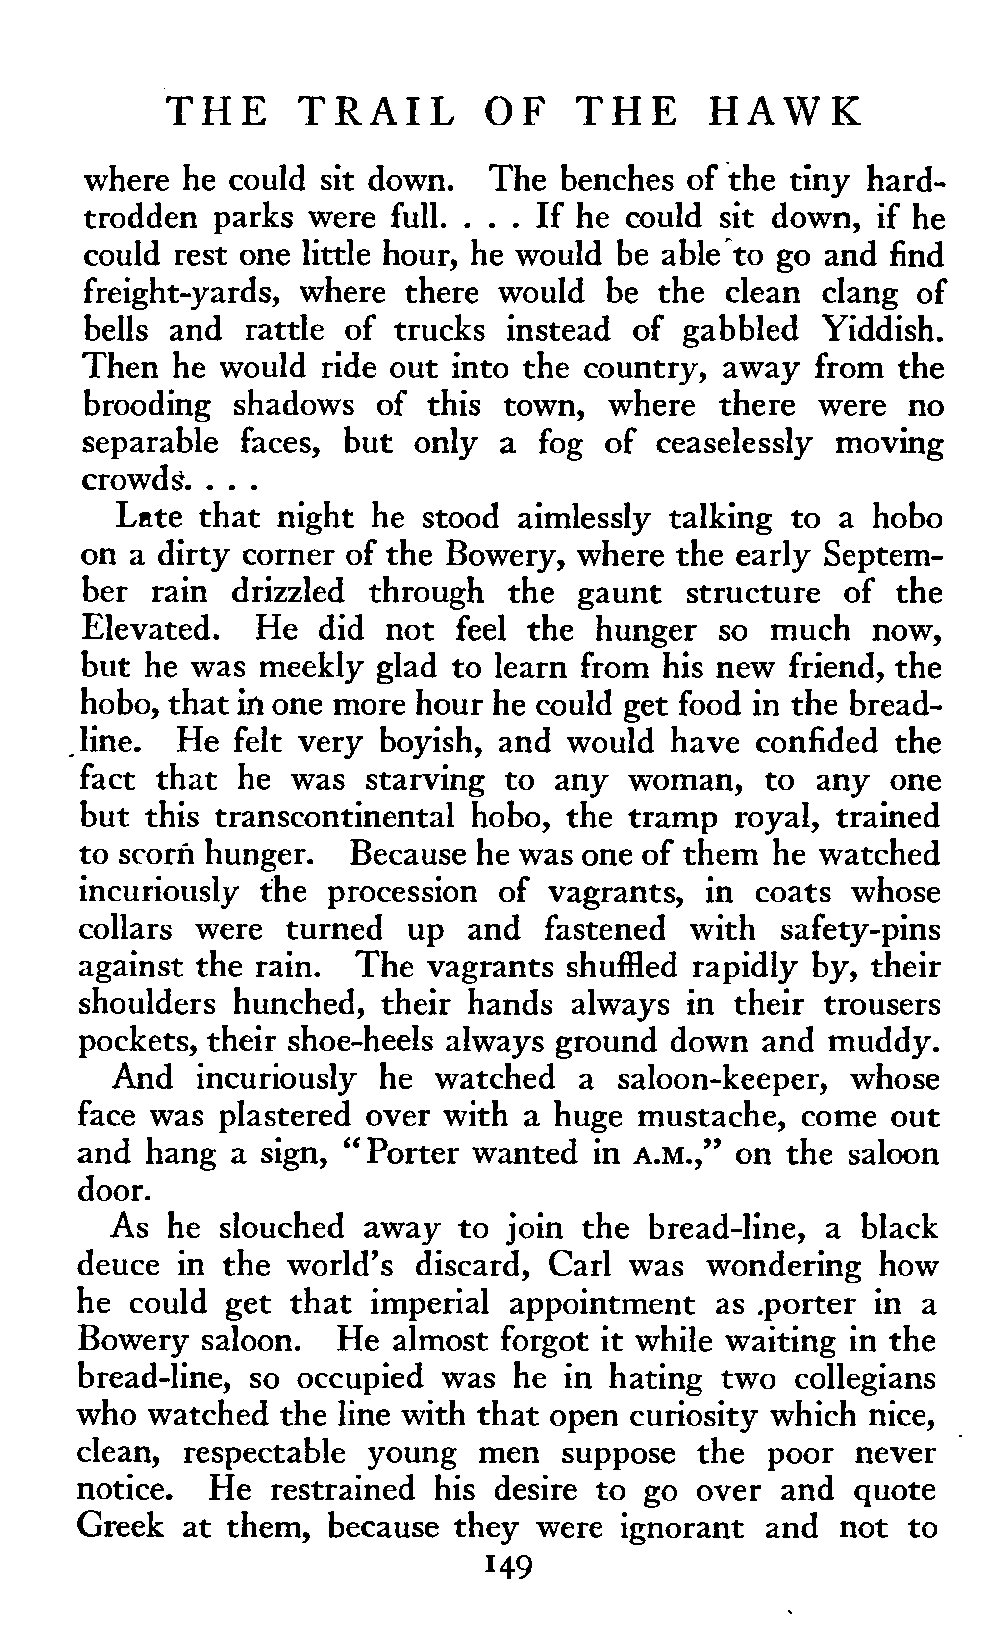 THE TRAIL OF THE HAWK
where he could sit down. The benches of the tiny hard-
trodden parks were full. . . . If he could sit down, if he
could rest one little hour, he would be able to go and find
freight-yards, where there would be the clean clang of
bells and rattle of trucks instead of gabbled Yiddish.
Then he would ride out into the country, away from the
brooding shadows of this town, where there were no
separable faces, but only a fog of ceaselessly moving
crowds. . . .
Late that night he stood aimlessly talking to a hobo
on a dirty corner of the Bowery, where the early Septem-
ber rain drizzled through the gaunt structure of the
Elevated. He did not feel the hunger so much now,
but he was meekly glad to learn from his new friend, the
hobo, that in one more hour he could get food in the bread-
line. He felt very boyish, and would have confided the
fact that he was starving to any woman, to any one
but this transcontinental hobo, the tramp royal, trained
to scorn hunger. Because he was one of them he watched
incuriously the procession of vagrants, in coats whose
collars were turned up and fastened with safety-pins
against the rain. The vagrants shuffled rapidly by, their
shoulders hunched, their hands always in their trousers
pockets, their shoe-heels always ground down and muddy.
And incuriously he watched a saloon-keeper, whose
face was plastered over with a huge mustache, come out
and hang a sign, "Porter wanted in A.M.," on the saloon
door.
As he slouched away to join the bread-line, a black
deuce in the world's discard, Carl was wondering how
he could get that imperial appointment as porter in a
Bowery saloon. He almost forgot it while waiting in the
bread-line, so occupied was he in hating two collegians
who watched the line with that open curiosity which nice,
clean, respectable young men suppose the poor never
notice. He restrained his desire to go over and quote
Greek at them, because they were ignorant and not to
149